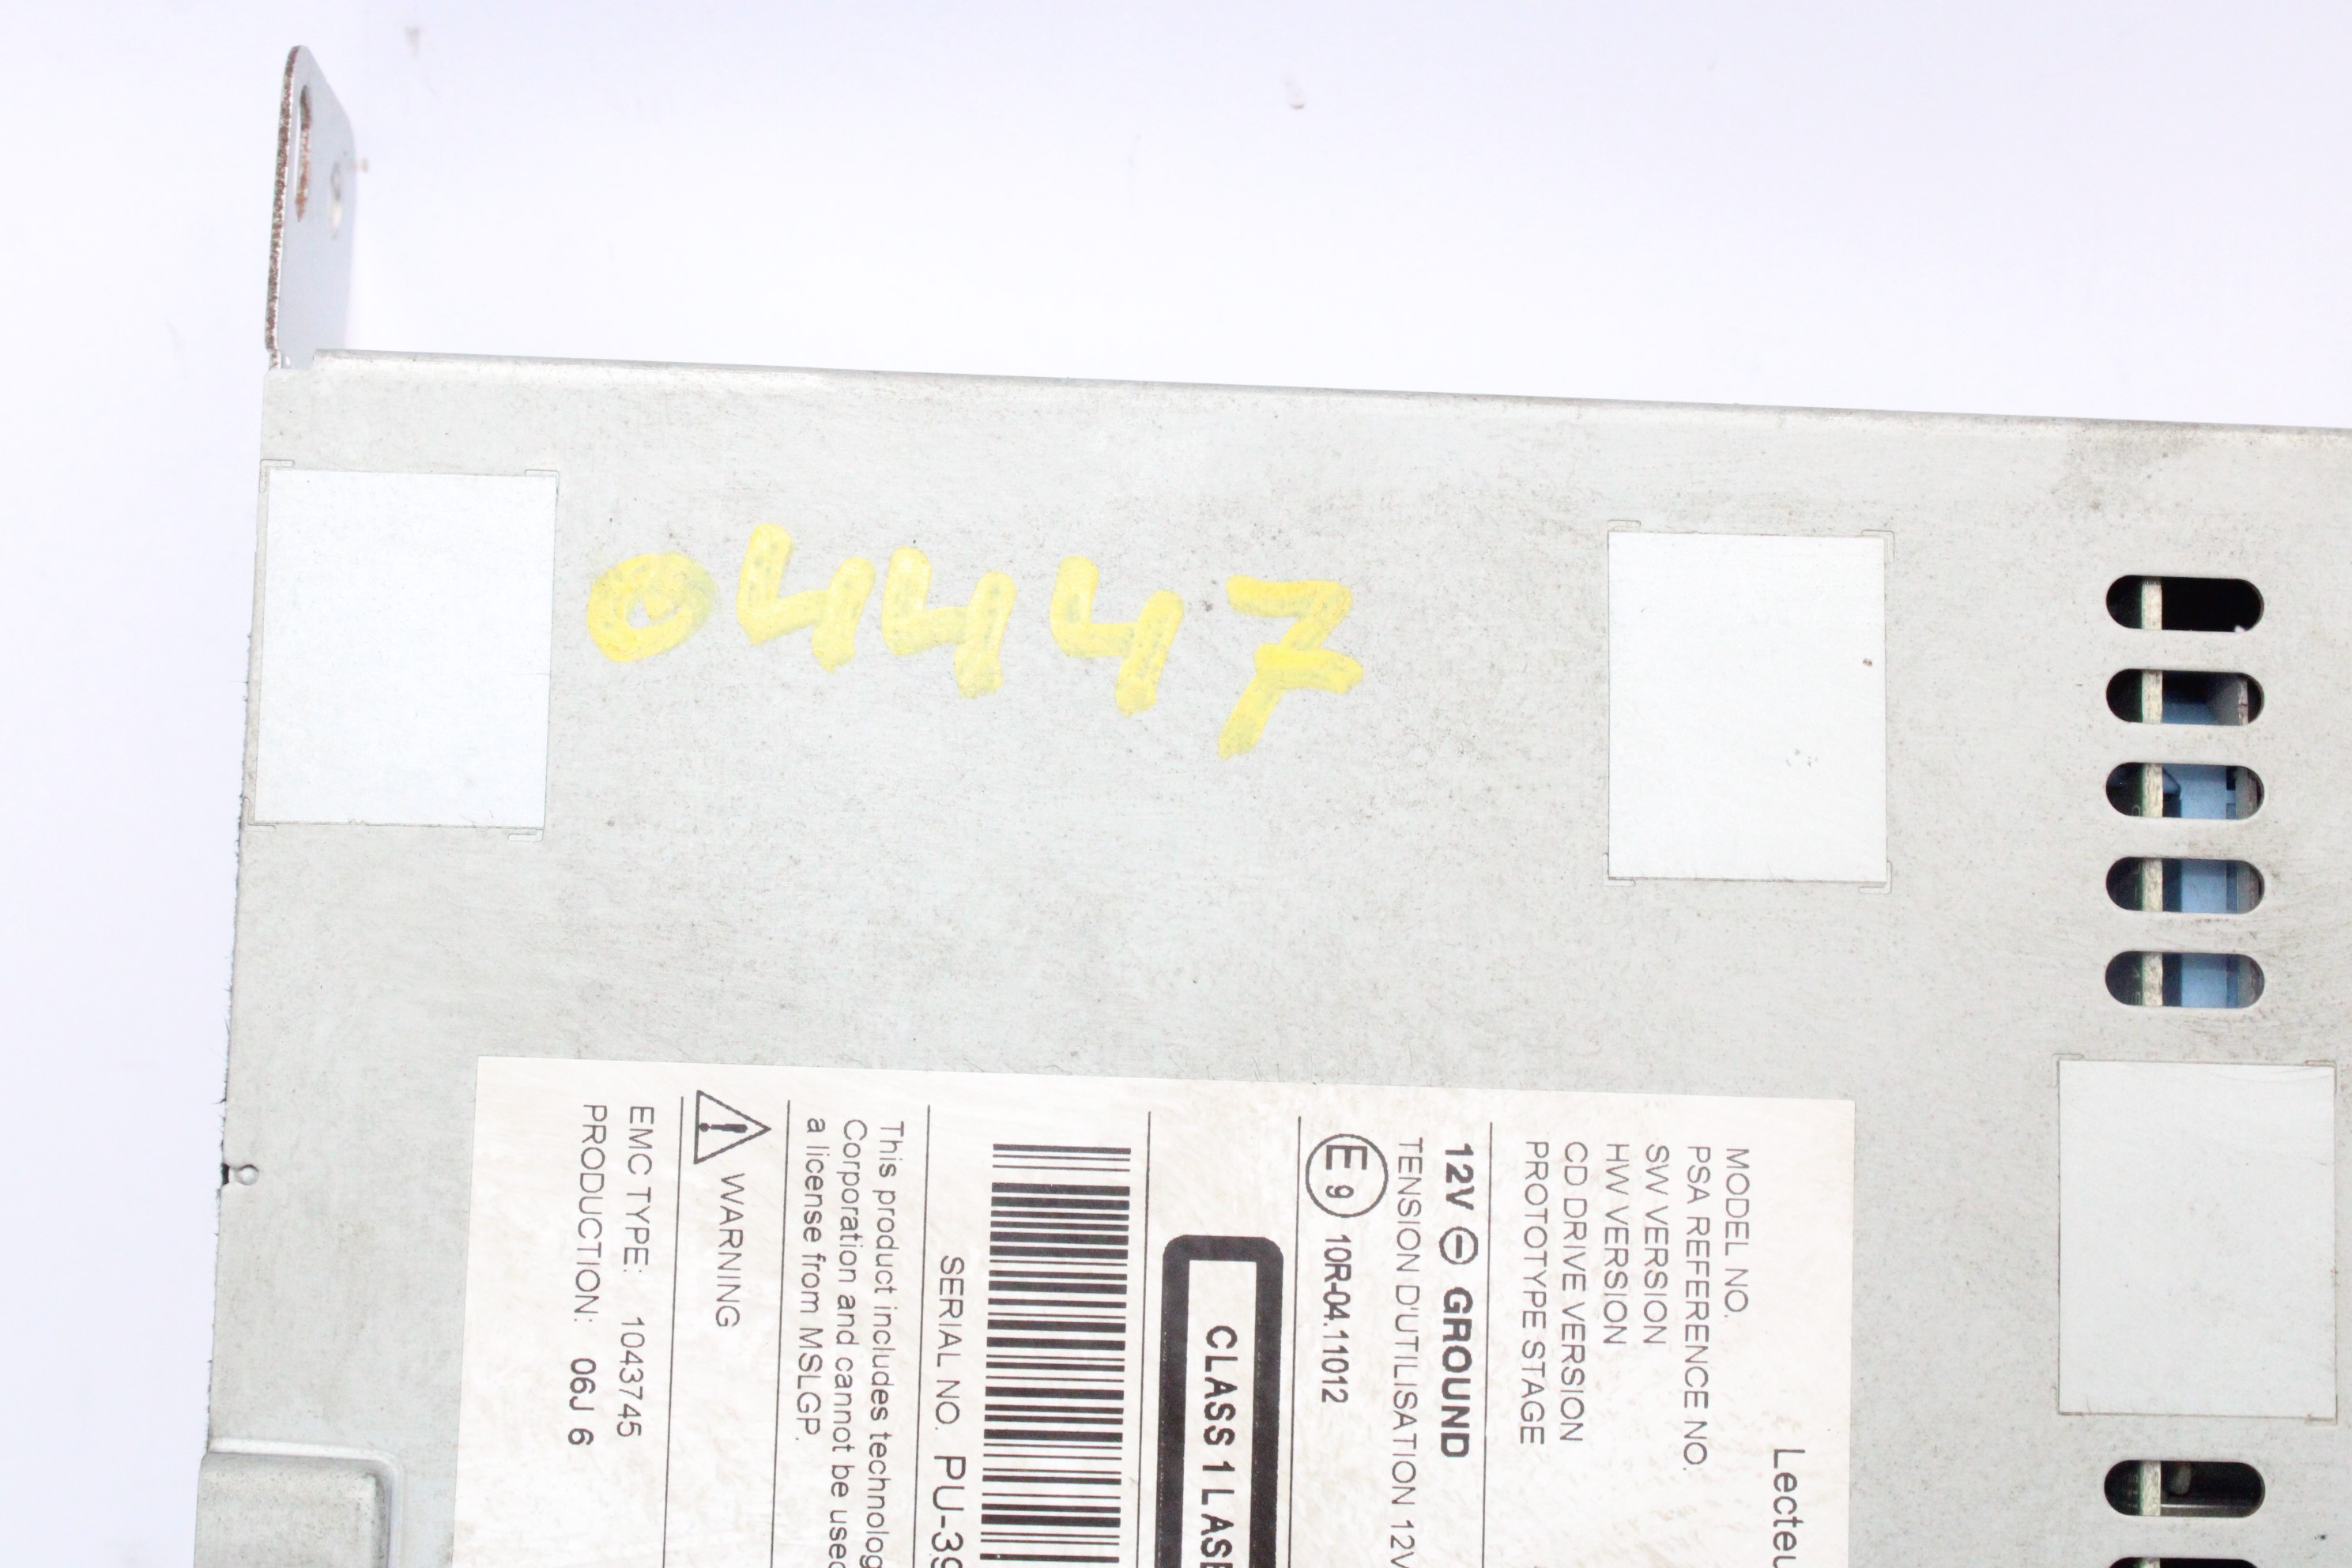 04447
Lecteu
MODEL NO.
PSA REFERENCE NO.
SW VERSION
HW VERSION
CD DRIVE VERSION
PROTOTYPE STAGE
12V ⊖ GROUND
TENSION D'UTILISATION 12V
E 9 10R-04.11012
CLASS 1 LASE
SERIAL NO. PU-39
This product includes technolog
Corporation and cannot be used
a license from MSLGP.
WARNING
EMC TYPE: 1043745
PRODUCTION: 06J 6